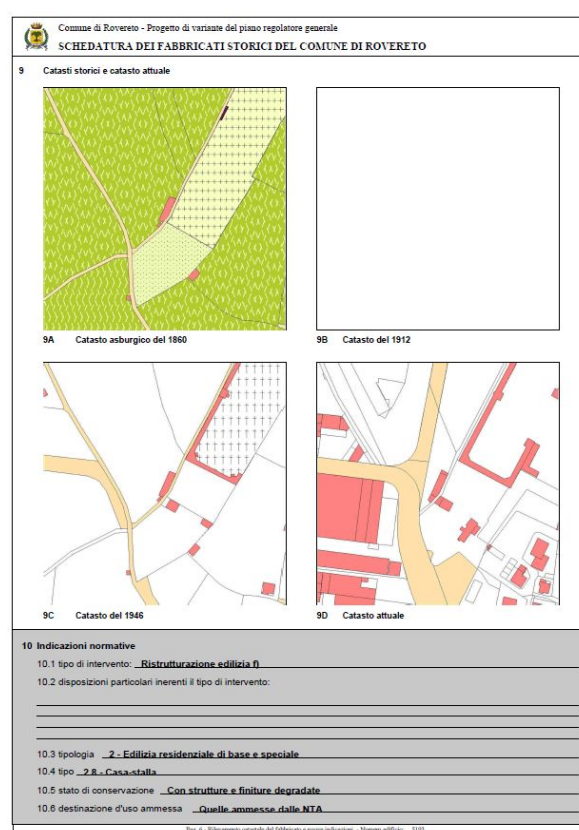 Comune di Rovereto - Progetto di variante del piano regolatore generale
SCHEDATURA DEI FABBRICATI STORICI DEL COMUNE DI ROVERETO
9 Catasti storici e catasto attuale
9A Catasto asburgico del 1860
9B Catasto del 1912
9C Catasto del 1946
9D Catasto attuale
10 Indicazioni normative
10.1 tipo di intervento: Ristrutturazione edilizia f)
10.2 disposizioni particolari inerenti il tipo di intervento:
10.3 tipologia 2 - Edilizia residenziale di base e speciale
10.4 tipo 2.8 - Casa-stalla
10.5 stato di conservazione Con strutture e finiture degradate
10.6 destinazione d'uso ammessa Quelle ammesse dalle NTA